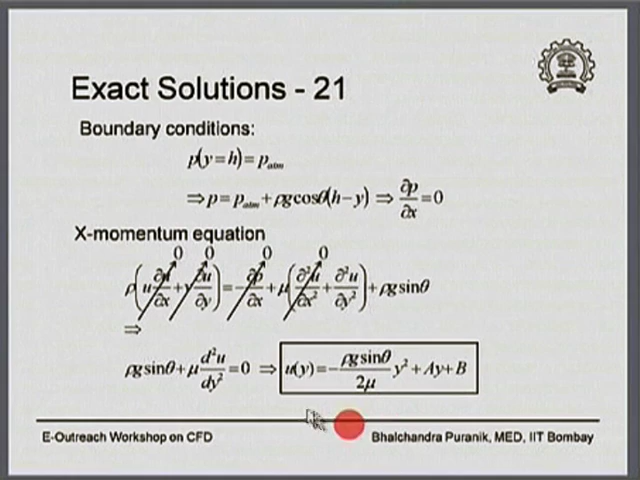 Exact Solutions - 21
Boundary conditions:
p(y = h) = p_atm
⇒ p = p_atm + ρg cosθ(h − y) ⇒ ∂p/∂x = 0
X-momentum equation
0 0 0 0
ρ(u ∂u/∂x + v ∂u/∂y) = −∂p/∂x + μ(∂²u/∂x² + ∂²u/∂y²) + ρg sinθ
⇒
ρg sinθ + μ d²u/dy² = 0 ⇒ u(y) = −(ρg sinθ/2μ) y² + Ay + B
E-Outreach Workshop on CFD Bhalchandra Puranik, MED, IIT Bombay